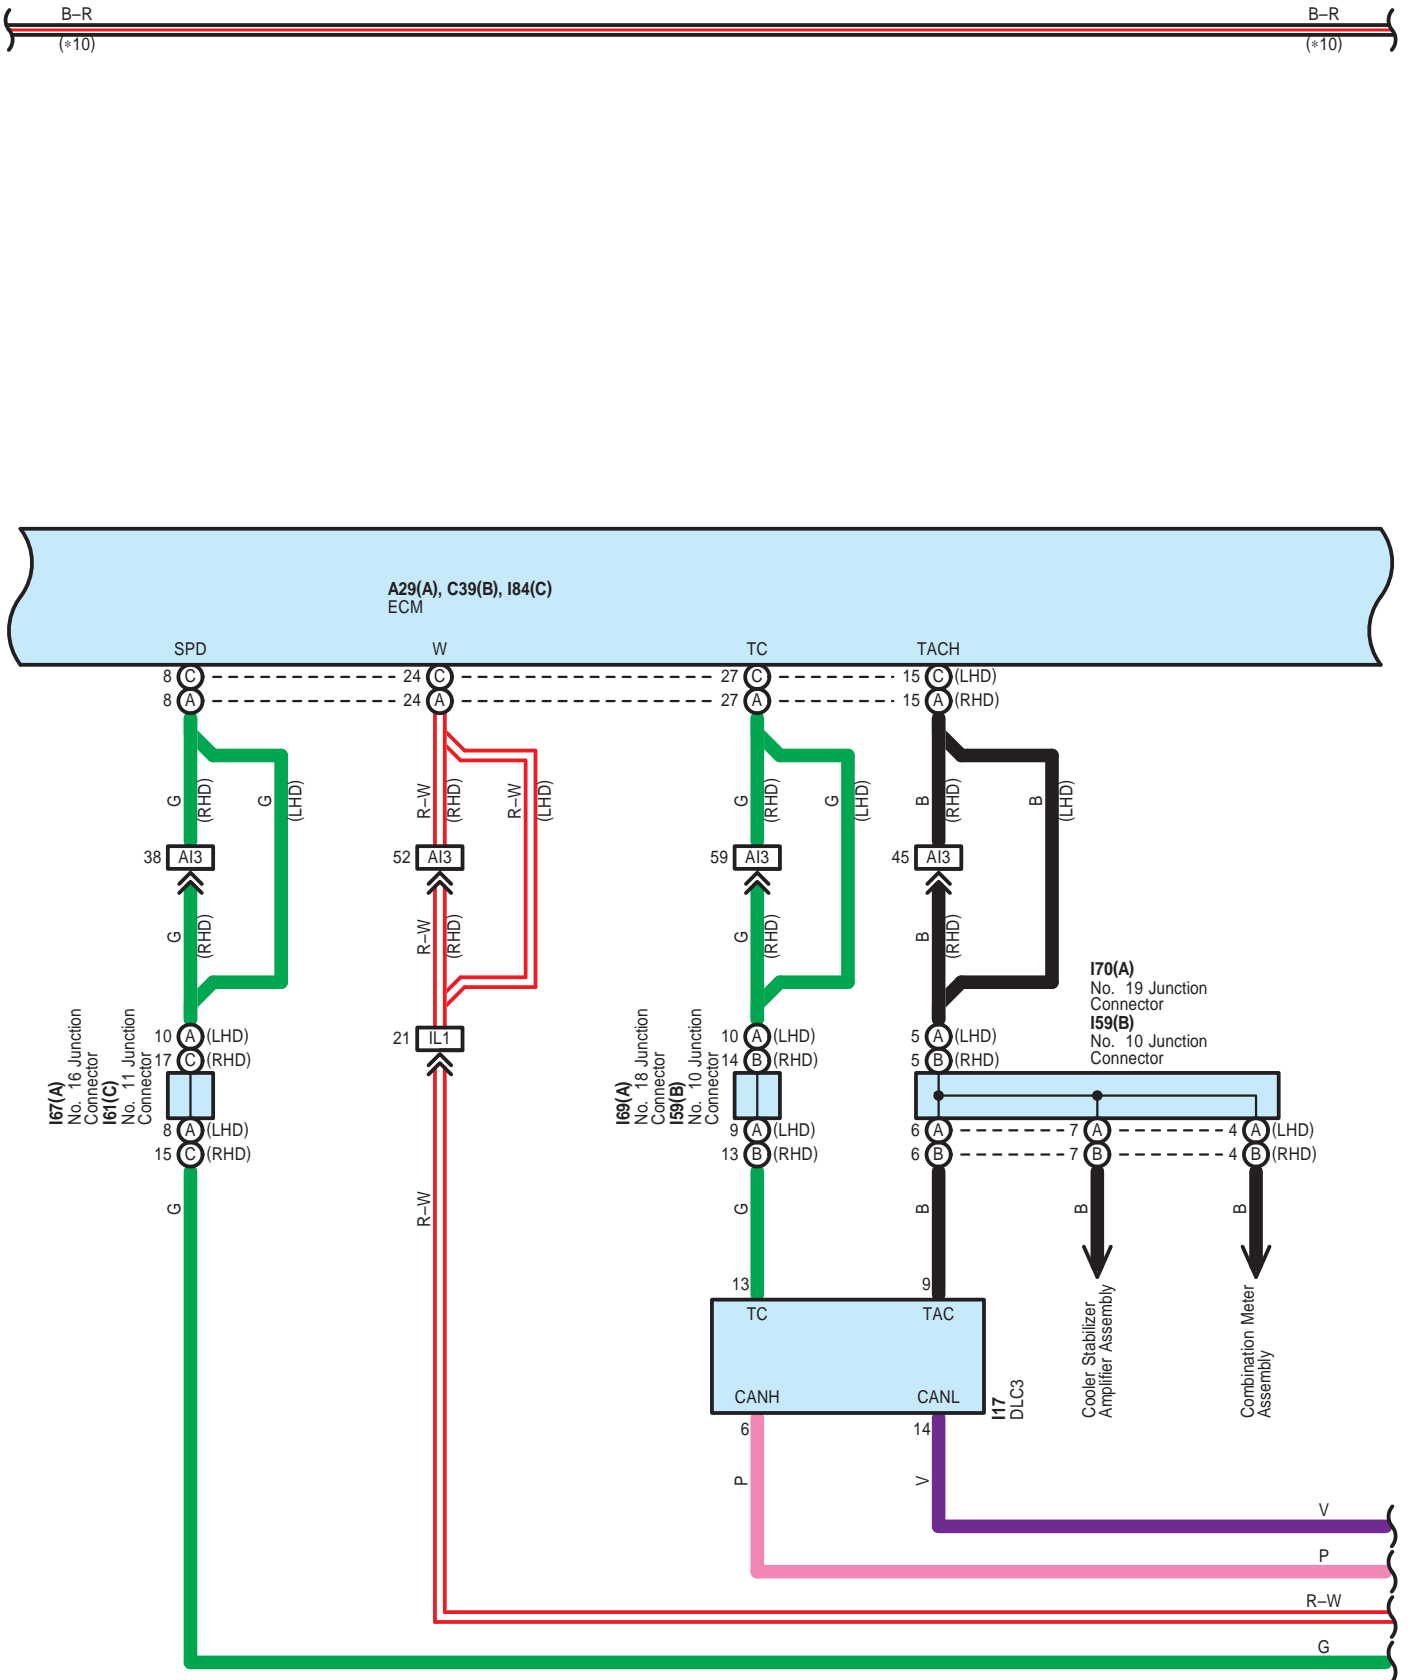 B–R B–R
(*10) (*10)
A29(A), C39(B), I84(C)
ECM
SPD W TC TACH
8 C 24 C 27 C 15 C (LHD)
8 A 24 A 27 A 15 A (RHD)
G (RHD) G (LHD) R–W (RHD) R–W (LHD) G (RHD) G (LHD) B (RHD) B (LHD)
38 AI3 52 AI3 59 AI3 45 AI3
G (RHD) R–W (RHD) G (RHD) B (RHD)
I70(A)
No. 19 Junction
Connector
I59(B)
No. 10 Junction
Connector
10 A (LHD) 21 IL1 10 A (LHD) 5 A (LHD)
17 C (RHD) 14 B (RHD) 5 B (RHD)
I67(A)
No. 16 Junction
Connector
I61(C)
No. 11 Junction
Connector
I69(A)
No. 18 Junction
Connector
I59(B)
No. 10 Junction
Connector
8 A (LHD) 9 A (LHD) 6 A 7 A 4 A (LHD)
15 C (RHD) 13 B (RHD) 6 B 7 B 4 B (RHD)
G R–W G B B B
13 9
TC TAC
CANH CANL
I17
DLC3
Cooler Stabilizer
Amplifier Assembly
Combination Meter
Assembly
6 14
P V
V
P
R–W
G